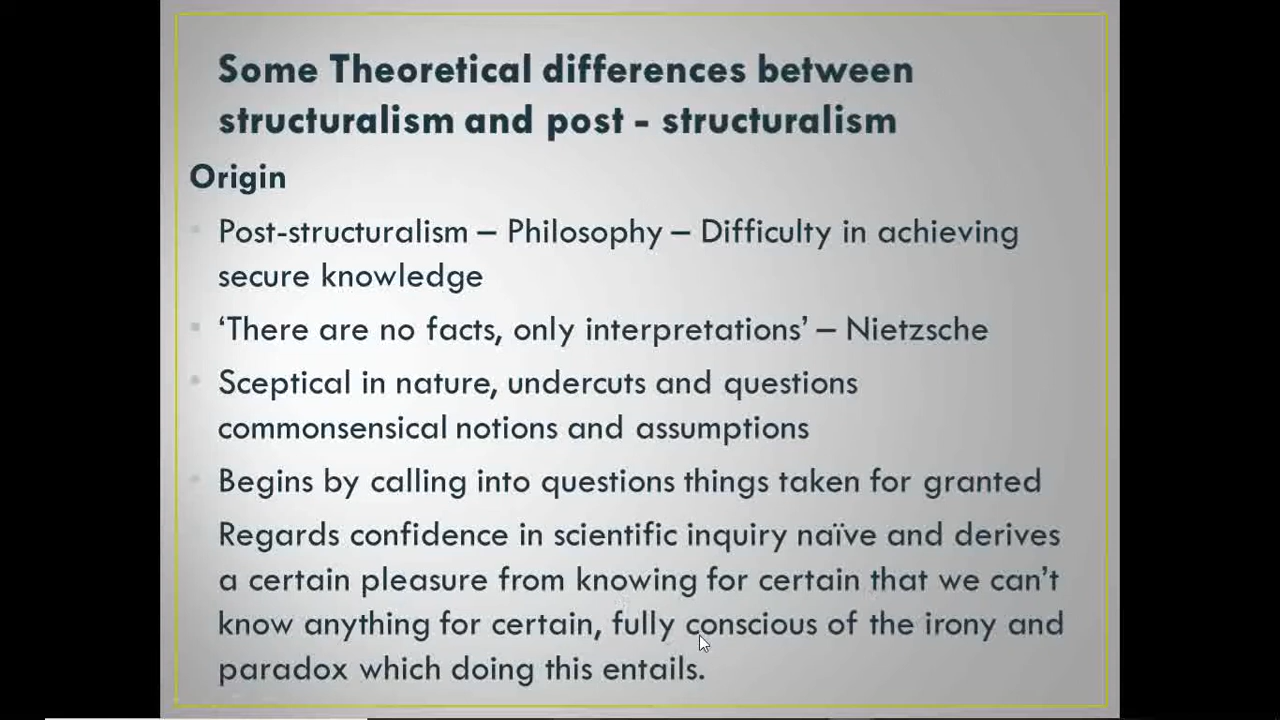 Some Theoretical differences between
structuralism and post - structuralism
Origin
Post-structuralism – Philosophy – Difficulty in achieving
secure knowledge
‘There are no facts, only interpretations’ – Nietzsche
Sceptical in nature, undercuts and questions
commonsensical notions and assumptions
Begins by calling into questions things taken for granted
Regards confidence in scientific inquiry naïve and derives
a certain pleasure from knowing for certain that we can’t
know anything for certain, fully conscious of the irony and
paradox which doing this entails.